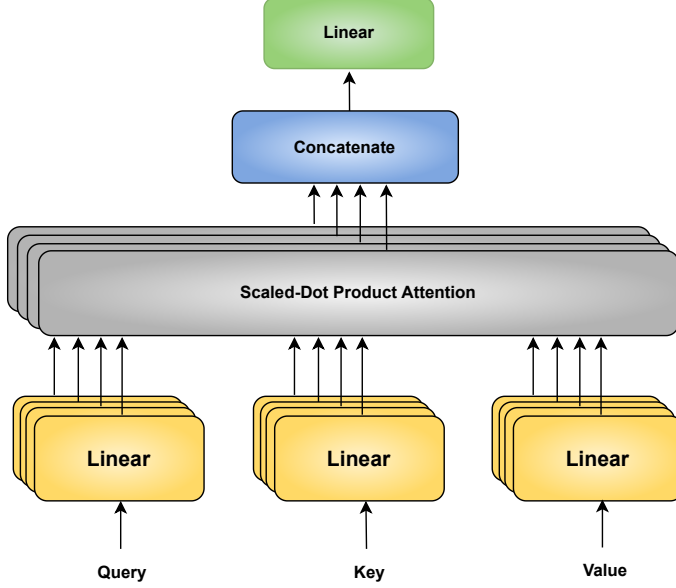 Linear
Concatenate
Scaled-Dot Product Attention
Linear
Linear
Linear
Query
Key
Value